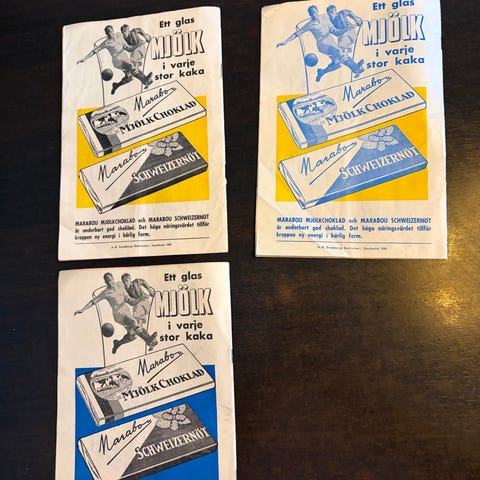 Ett glas
MJÖLK
i varje
stor kaka
Marabou
MJÖLKCHOKLAD
Marabou
SCHWEIZERNÖT
MARABOU MJÖLKCHOKLAD och MARABOU SCHWEIZERNÖT
är underbart god choklad. Det höga näringsvärdet tillför
kroppen ny energi i härlig form.
Ett glas
MJÖLK
i varje
stor kaka
Marabou
MJÖLKCHOKLAD
Marabou
SCHWEIZERNÖT
MARABOU MJÖLKCHOKLAD och MARABOU SCHWEIZERNÖT
är underbart god choklad. Det höga näringsvärdet tillför
kroppen ny energi i härlig form.
Ett glas
MJÖLK
i varje
stor kaka
Marabou
MJÖLKCHOKLAD
Marabou
SCHWEIZERNÖT